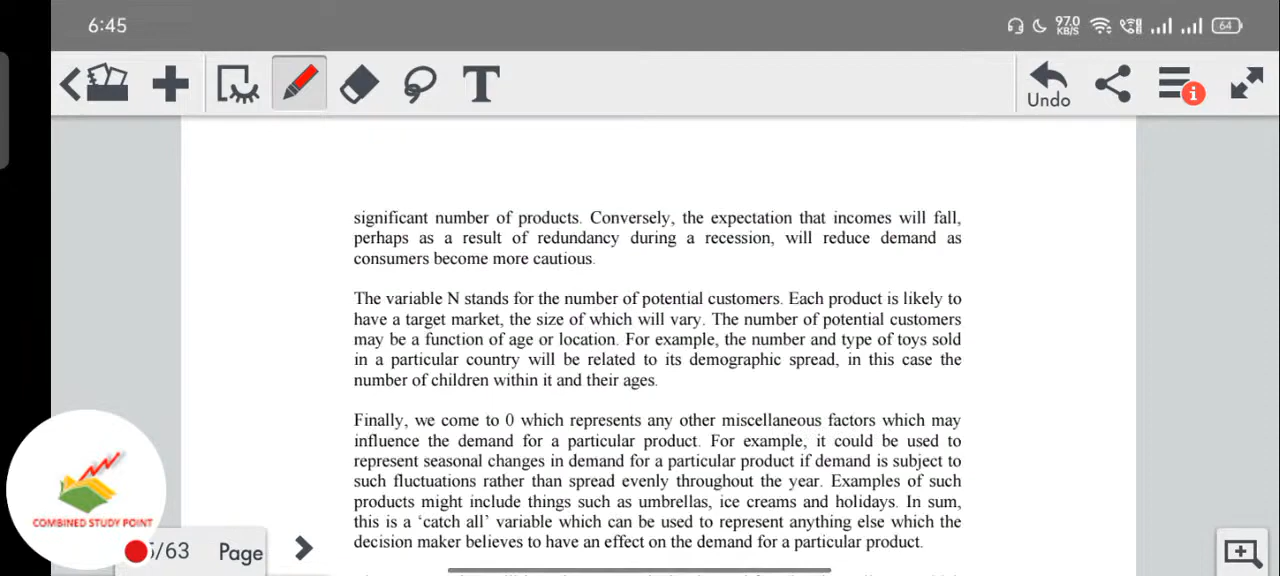 6:45
97.0
KB/S
64
T
Undo
significant number of products. Conversely, the expectation that incomes will fall,
perhaps as a result of redundancy during a recession, will reduce demand as
consumers become more cautious.
The variable N stands for the number of potential customers. Each product is likely to
have a target market, the size of which will vary. The number of potential customers
may be a function of age or location. For example, the number and type of toys sold
in a particular country will be related to its demographic spread, in this case the
number of children within it and their ages.
Finally, we come to 0 which represents any other miscellaneous factors which may
influence the demand for a particular product. For example, it could be used to
represent seasonal changes in demand for a particular product if demand is subject to
such fluctuations rather than spread evenly throughout the year. Examples of such
products might include things such as umbrellas, ice creams and holidays. In sum,
this is a ‘catch all’ variable which can be used to represent anything else which the
decision maker believes to have an effect on the demand for a particular product.
COMBINED STUDY POINT
/63 Page